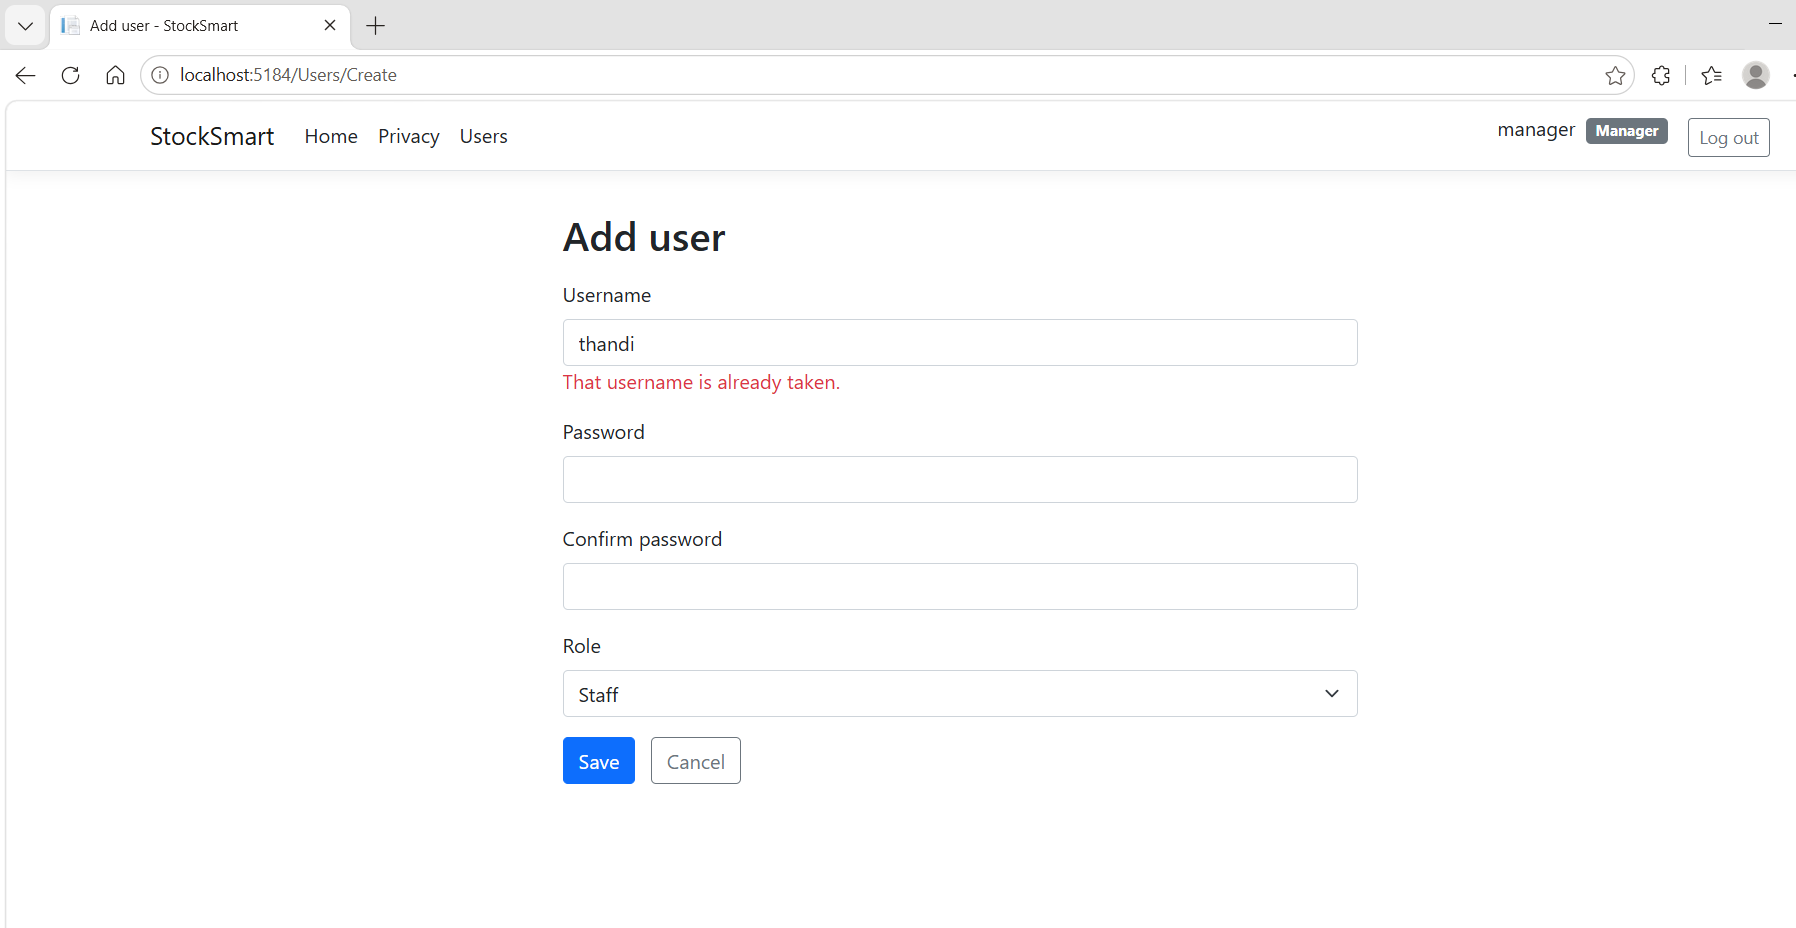 Add user - StockSmart
localhost:5184/Users/Create
StockSmart Home Privacy Users manager Manager Log out
Add user
Username
thandi
That username is already taken.
Password
Confirm password
Role
Staff
Save Cancel